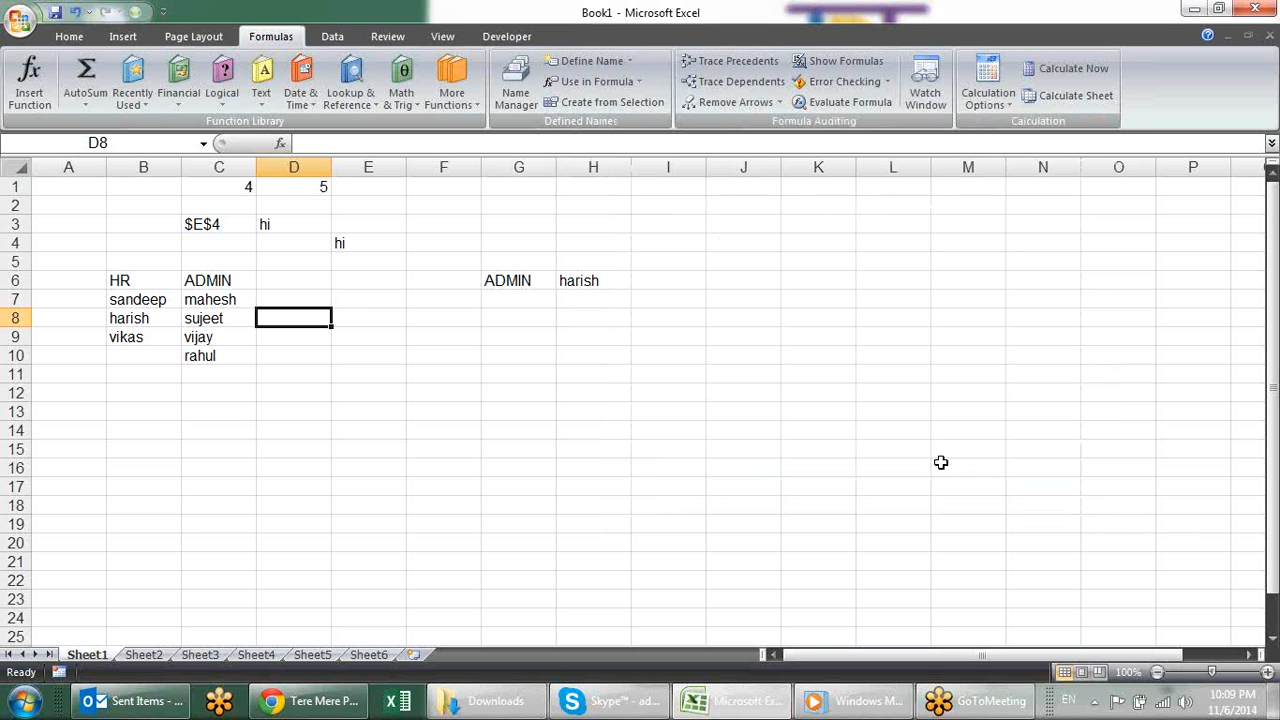 Book1 - Microsoft Excel
Home Insert Page Layout Formulas Data Review View Developer
Insert Function
AutoSum
Recently Used
Financial
Logical
Text
Date & Time
Lookup & Reference
Math & Trig
More Functions
Function Library
Name Manager
Define Name
Use in Formula
Create from Selection
Defined Names
Trace Precedents
Trace Dependents
Remove Arrows
Show Formulas
Error Checking
Evaluate Formula
Watch Window
Formula Auditing
Calculation Options
Calculate Now
Calculate Sheet
Calculation
D8 fx
A B C D E F G H I J K L M N O P
1 4 5
2
3 $E$4 hi
4 hi
5
6 HR ADMIN ADMIN harish
7 sandeep mahesh
8 harish sujeet
9 vikas vijay
10 rahul
11
12
13
14
15
16
17
18
19
20
21
22
23
24
25
Sheet1 Sheet2 Sheet3 Sheet4 Sheet5 Sheet6
Ready 100%
Sent Items - ... Tere Mere P... Downloads Skype™ - ad... Microsoft Ex... Windows M... GoToMeeting EN 10:09 PM
11/6/2014